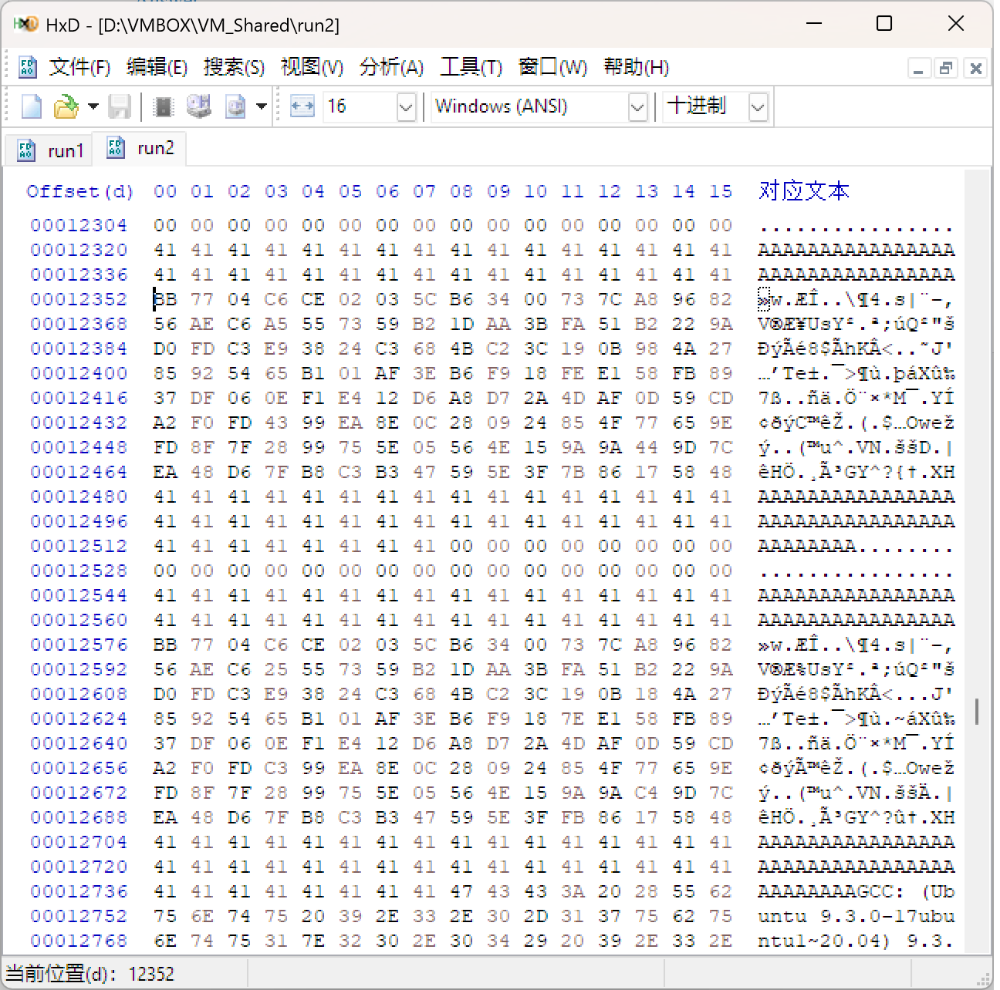 HxD - [D:\VMBOX\VM_Shared\run2]
文件(F) 编辑(E) 搜索(S) 视图(V) 分析(A) 工具(T) 窗口(W) 帮助(H)
16 Windows (ANSI) 十进制
run1 run2
Offset(d) 00 01 02 03 04 05 06 07 08 09 10 11 12 13 14 15 对应文本
00012304 00 00 00 00 00 00 00 00 00 00 00 00 00 00 00 00 ................
00012320 41 41 41 41 41 41 41 41 41 41 41 41 41 41 41 41 AAAAAAAAAAAAAAAA
00012336 41 41 41 41 41 41 41 41 41 41 41 41 41 41 41 41 AAAAAAAAAAAAAAAA
00012352 BB 77 04 C6 CE 02 03 5C B6 34 00 73 7C A8 96 82 »w.ÆÎ..\¶4.s|¨–‚
00012368 56 AE C6 A5 55 73 59 B2 1D AA 3B FA 51 B2 22 9A V®Æ¥UsY².ª;úQ²"š
00012384 D0 FD C3 E9 38 24 C3 68 4B C2 3C 19 0B 98 4A 27 ÐýÃé8$ÃhKÂ<..˜J'
00012400 85 92 54 65 B1 01 AF 3E B6 F9 18 FE E1 58 FB 89 …’Te±.¯>¶ù.þáXû‰
00012416 37 DF 06 0E F1 E4 12 D6 A8 D7 2A 4D AF 0D 59 CD 7ß..ñä.Ö¨×*M¯.YÍ
00012432 A2 F0 FD 43 99 EA 8E 0C 28 09 24 85 4F 77 65 9E ¢ðýC™êŽ.(.$…Owež
00012448 FD 8F 7F 28 99 75 5E 05 56 4E 15 9A 9A 44 9D 7C ý..(™u^.VN.ššD.|
00012464 EA 48 D6 7F B8 C3 B3 47 59 5E 3F 7B 86 17 58 48 êHÖ.¸Ã³GY^?{†.XH
00012480 41 41 41 41 41 41 41 41 41 41 41 41 41 41 41 41 AAAAAAAAAAAAAAAA
00012496 41 41 41 41 41 41 41 41 41 41 41 41 41 41 41 41 AAAAAAAAAAAAAAAA
00012512 41 41 41 41 41 41 41 41 00 00 00 00 00 00 00 00 AAAAAAAA........
00012528 00 00 00 00 00 00 00 00 00 00 00 00 00 00 00 00 ................
00012544 41 41 41 41 41 41 41 41 41 41 41 41 41 41 41 41 AAAAAAAAAAAAAAAA
00012560 41 41 41 41 41 41 41 41 41 41 41 41 41 41 41 41 AAAAAAAAAAAAAAAA
00012576 BB 77 04 C6 CE 02 03 5C B6 34 00 73 7C A8 96 82 »w.ÆÎ..\¶4.s|¨–‚
00012592 56 AE C6 25 55 73 59 B2 1D AA 3B FA 51 B2 22 9A V®Æ%UsY².ª;úQ²"š
00012608 D0 FD C3 E9 38 24 C3 68 4B C2 3C 19 0B 18 4A 27 ÐýÃé8$ÃhKÂ<...J'
00012624 85 92 54 65 B1 01 AF 3E B6 F9 18 7E E1 58 FB 89 …’Te±.¯>¶ù.~áXû‰
00012640 37 DF 06 0E F1 E4 12 D6 A8 D7 2A 4D AF 0D 59 CD 7ß..ñä.Ö¨×*M¯.YÍ
00012656 A2 F0 FD C3 99 EA 8E 0C 28 09 24 85 4F 77 65 9E ¢ðýÃ™êŽ.(.$…Owež
00012672 FD 8F 7F 28 99 75 5E 05 56 4E 15 9A 9A C4 9D 7C ý..(™u^.VN.ššÄ.|
00012688 EA 48 D6 7F B8 C3 B3 47 59 5E 3F FB 86 17 58 48 êHÖ.¸Ã³GY^?û†.XH
00012704 41 41 41 41 41 41 41 41 41 41 41 41 41 41 41 41 AAAAAAAAAAAAAAAA
00012720 41 41 41 41 41 41 41 41 41 41 41 41 41 41 41 41 AAAAAAAAAAAAAAAA
00012736 41 41 41 41 41 41 41 41 47 43 43 3A 20 28 55 62 AAAAAAAAGCC: (Ub
00012752 75 6E 74 75 20 39 2E 33 2E 30 2D 31 37 75 62 75 untu 9.3.0-17ubu
00012768 6E 74 75 31 7E 32 30 2E 30 34 29 20 39 2E 33 2E ntu1~20.04) 9.3.
当前位置(d): 12352